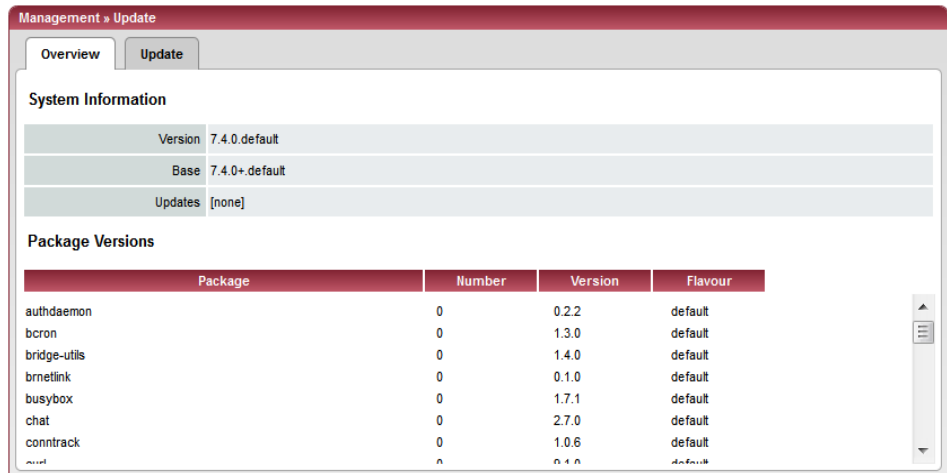 Management » Update
Overview Update
System Information
Version 7.4.0.default
Base 7.4.0+.default
Updates [none]
Package Versions
Package Number Version Flavour
authdaemon 0 0.2.2 default
bcron 0 1.3.0 default
bridge-utils 0 1.4.0 default
brnetlink 0 0.1.0 default
busybox 0 1.7.1 default
chat 0 2.7.0 default
conntrack 0 1.0.6 default